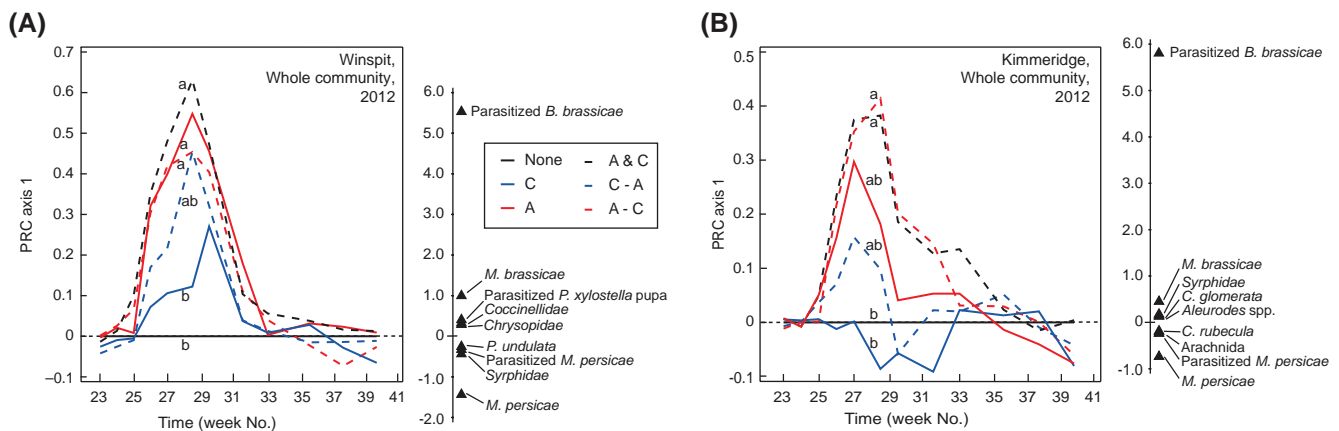 (A)
Winspit,
Whole community,
2012
0.7
0.6
0.5
0.4
0.3
0.2
0.1
0
–0.1
PRC axis 1
a
a
a
ab
b
b
23 25 27 29 31 33 35 37 39 41
Time (week No.)
6.0
5.0
4.0
3.0
2.0
1.0
0.0
-1.0
-2.0
Parasitized B. brassicae
M. brassicae
Parasitized P. xylostella pupa
Coccinellidae
Chrysopidae
P. undulata
Parasitized M. persicae
Syrphidae
M. persicae
None
C
A
A & C
C - A
A - C
(B)
Kimmeridge,
Whole community,
2012
0.5
0.4
0.3
0.2
0.1
0
-0.1
PRC axis 1
a
a
ab
ab
b
b
23 25 27 29 31 33 35 37 39 41
Time (week No.)
6.0
5.0
4.0
3.0
2.0
1.0
0.0
-1.0
Parasitized B. brassicae
M. brassicae
Syrphidae
C. glomerata
Aleurodes spp.
C. rubecula
Arachnida
Parasitized M. persicae
M. persicae